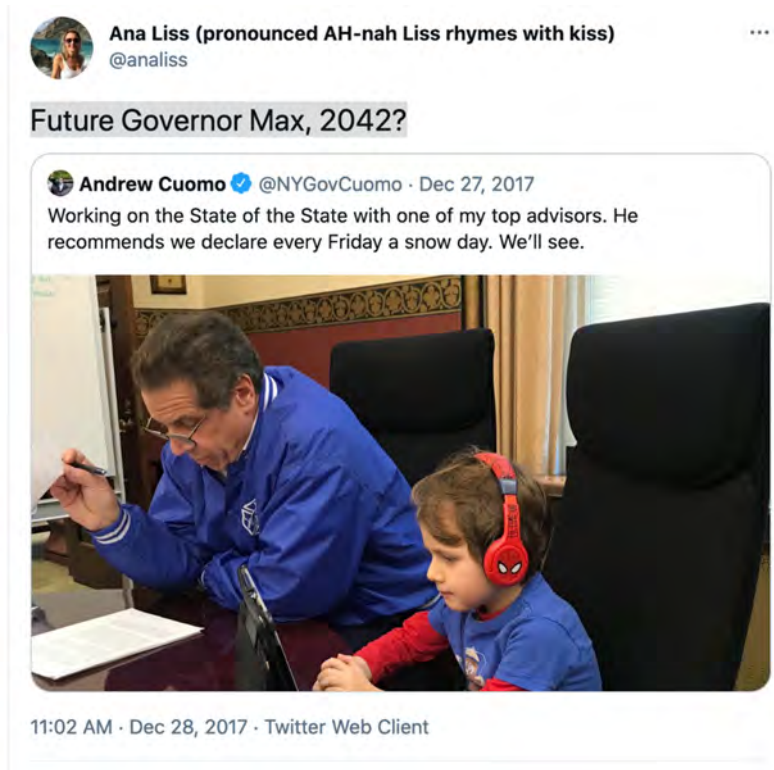 Ana Liss (pronounced AH-nah Liss rhymes with kiss)
@analiss
Future Governor Max, 2042?
Andrew Cuomo @NYGovCuomo · Dec 27, 2017
Working on the State of the State with one of my top advisors. He
recommends we declare every Friday a snow day. We’ll see.
11:02 AM · Dec 28, 2017 · Twitter Web Client